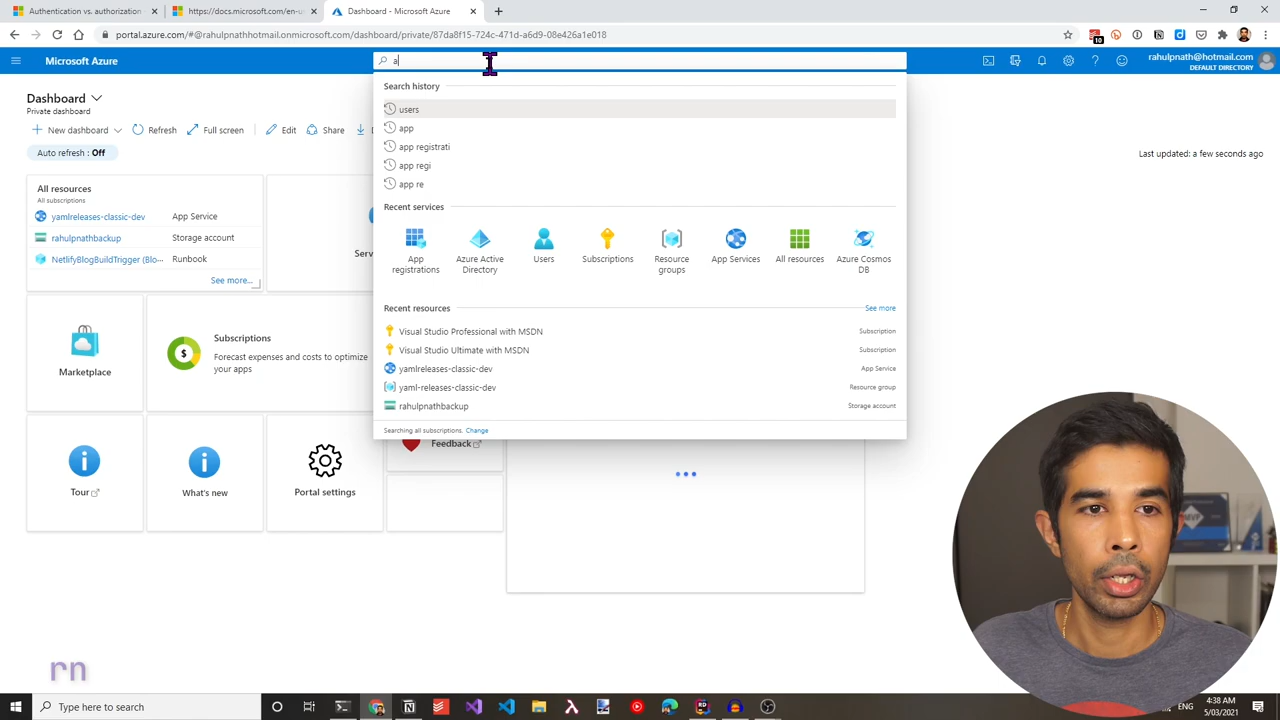 Authentication vs. authorization
https://docs.microsoft.com/en-u
Dashboard - Microsoft Azure
portal.azure.com/#@rahulpnathhotmail.onmicrosoft.com/dashboard/private/87da8f15-724c-471d-a6d9-08e426a1e018
10
Microsoft Azure
a
rahulpnath@hotmail.com
DEFAULT DIRECTORY
Dashboard
Private dashboard
New dashboard
Refresh
Full screen
Edit
Share
Auto refresh : Off
Last updated: a few seconds ago
All resources
All subscriptions
yamlreleases-classic-dev
App Service
rahulpnathbackup
Storage account
NetlifyBlogBuildTrigger (Blo...
Runbook
See more...
Serv
Marketplace
Subscriptions
Forecast expenses and costs to optimize
your apps
Tour
What's new
Portal settings
Feedback
Search history
users
app
app registrati
app regi
app re
Recent services
App
registrations
Azure Active
Directory
Users
Subscriptions
Resource
groups
App Services
All resources
Azure Cosmos
DB
Recent resources
See more
Visual Studio Professional with MSDN
Subscription
Visual Studio Ultimate with MSDN
Subscription
yamlreleases-classic-dev
App Service
yaml-releases-classic-dev
Resource group
rahulpnathbackup
Storage account
Searching all subscriptions. Change
MVP
rn
Type here to search
ENG
4:38 AM
5/03/2021